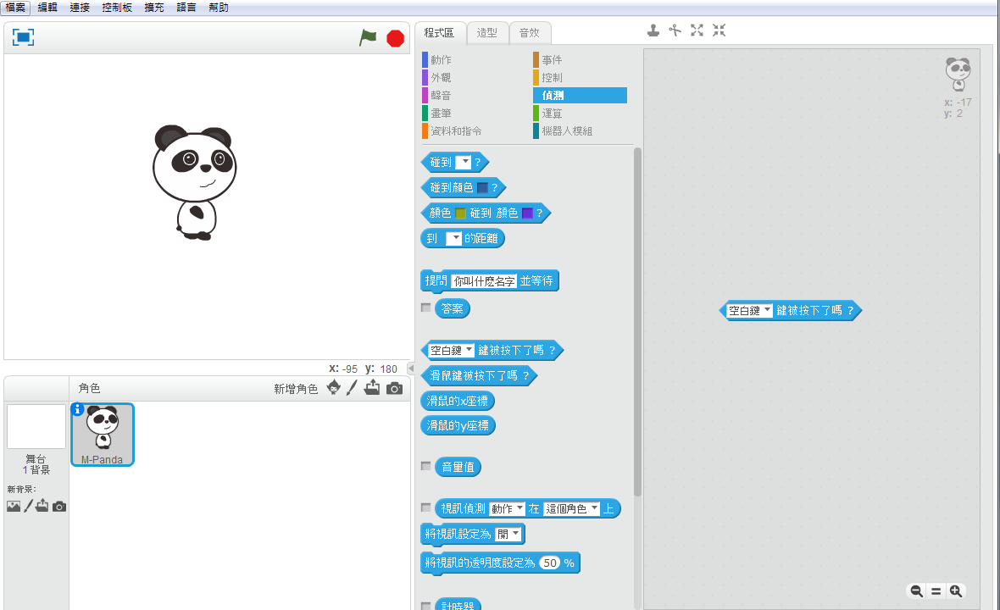 檔案 編輯 連接 控制板 擴充 語言 幫助
程式區 造型 音效
動作 事件
外觀 控制
聲音 偵測
畫筆 運算
資料和指令 機器人模組
x: -17
y: 2
碰到 ?
碰到顏色 ?
顏色 碰到 顏色 ?
到 的距離
提問 你叫什麼名字 並等待
答案
空白鍵 鍵被按下了嗎 ?
空白鍵 鍵被按下了嗎 ?
滑鼠鍵被按下了嗎 ?
滑鼠的x座標
滑鼠的y座標
音量值
視訊偵測 動作 在 這個角色 上
將視訊設定為 開
將視訊的透明度設定為 50 %
計時器
x: -95 y: 180
角色 新增角色
M-Panda
舞台
1 背景
新背景: